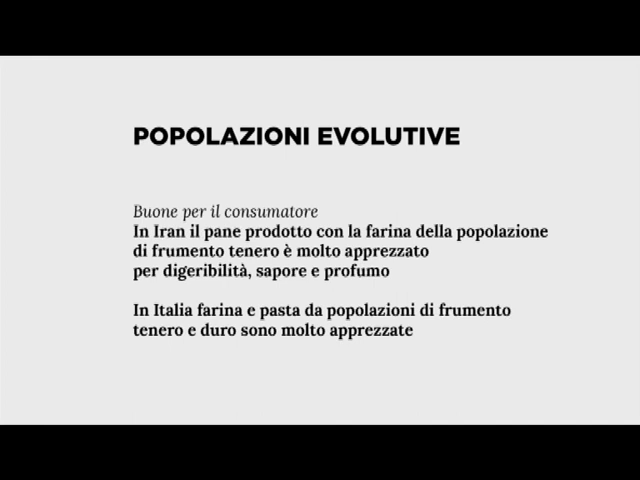 POPOLAZIONI EVOLUTIVE
Buone per il consumatore
In Iran il pane prodotto con la farina della popolazione
di frumento tenero è molto apprezzato
per digeribilità, sapore e profumo
In Italia farina e pasta da popolazioni di frumento
tenero e duro sono molto apprezzate